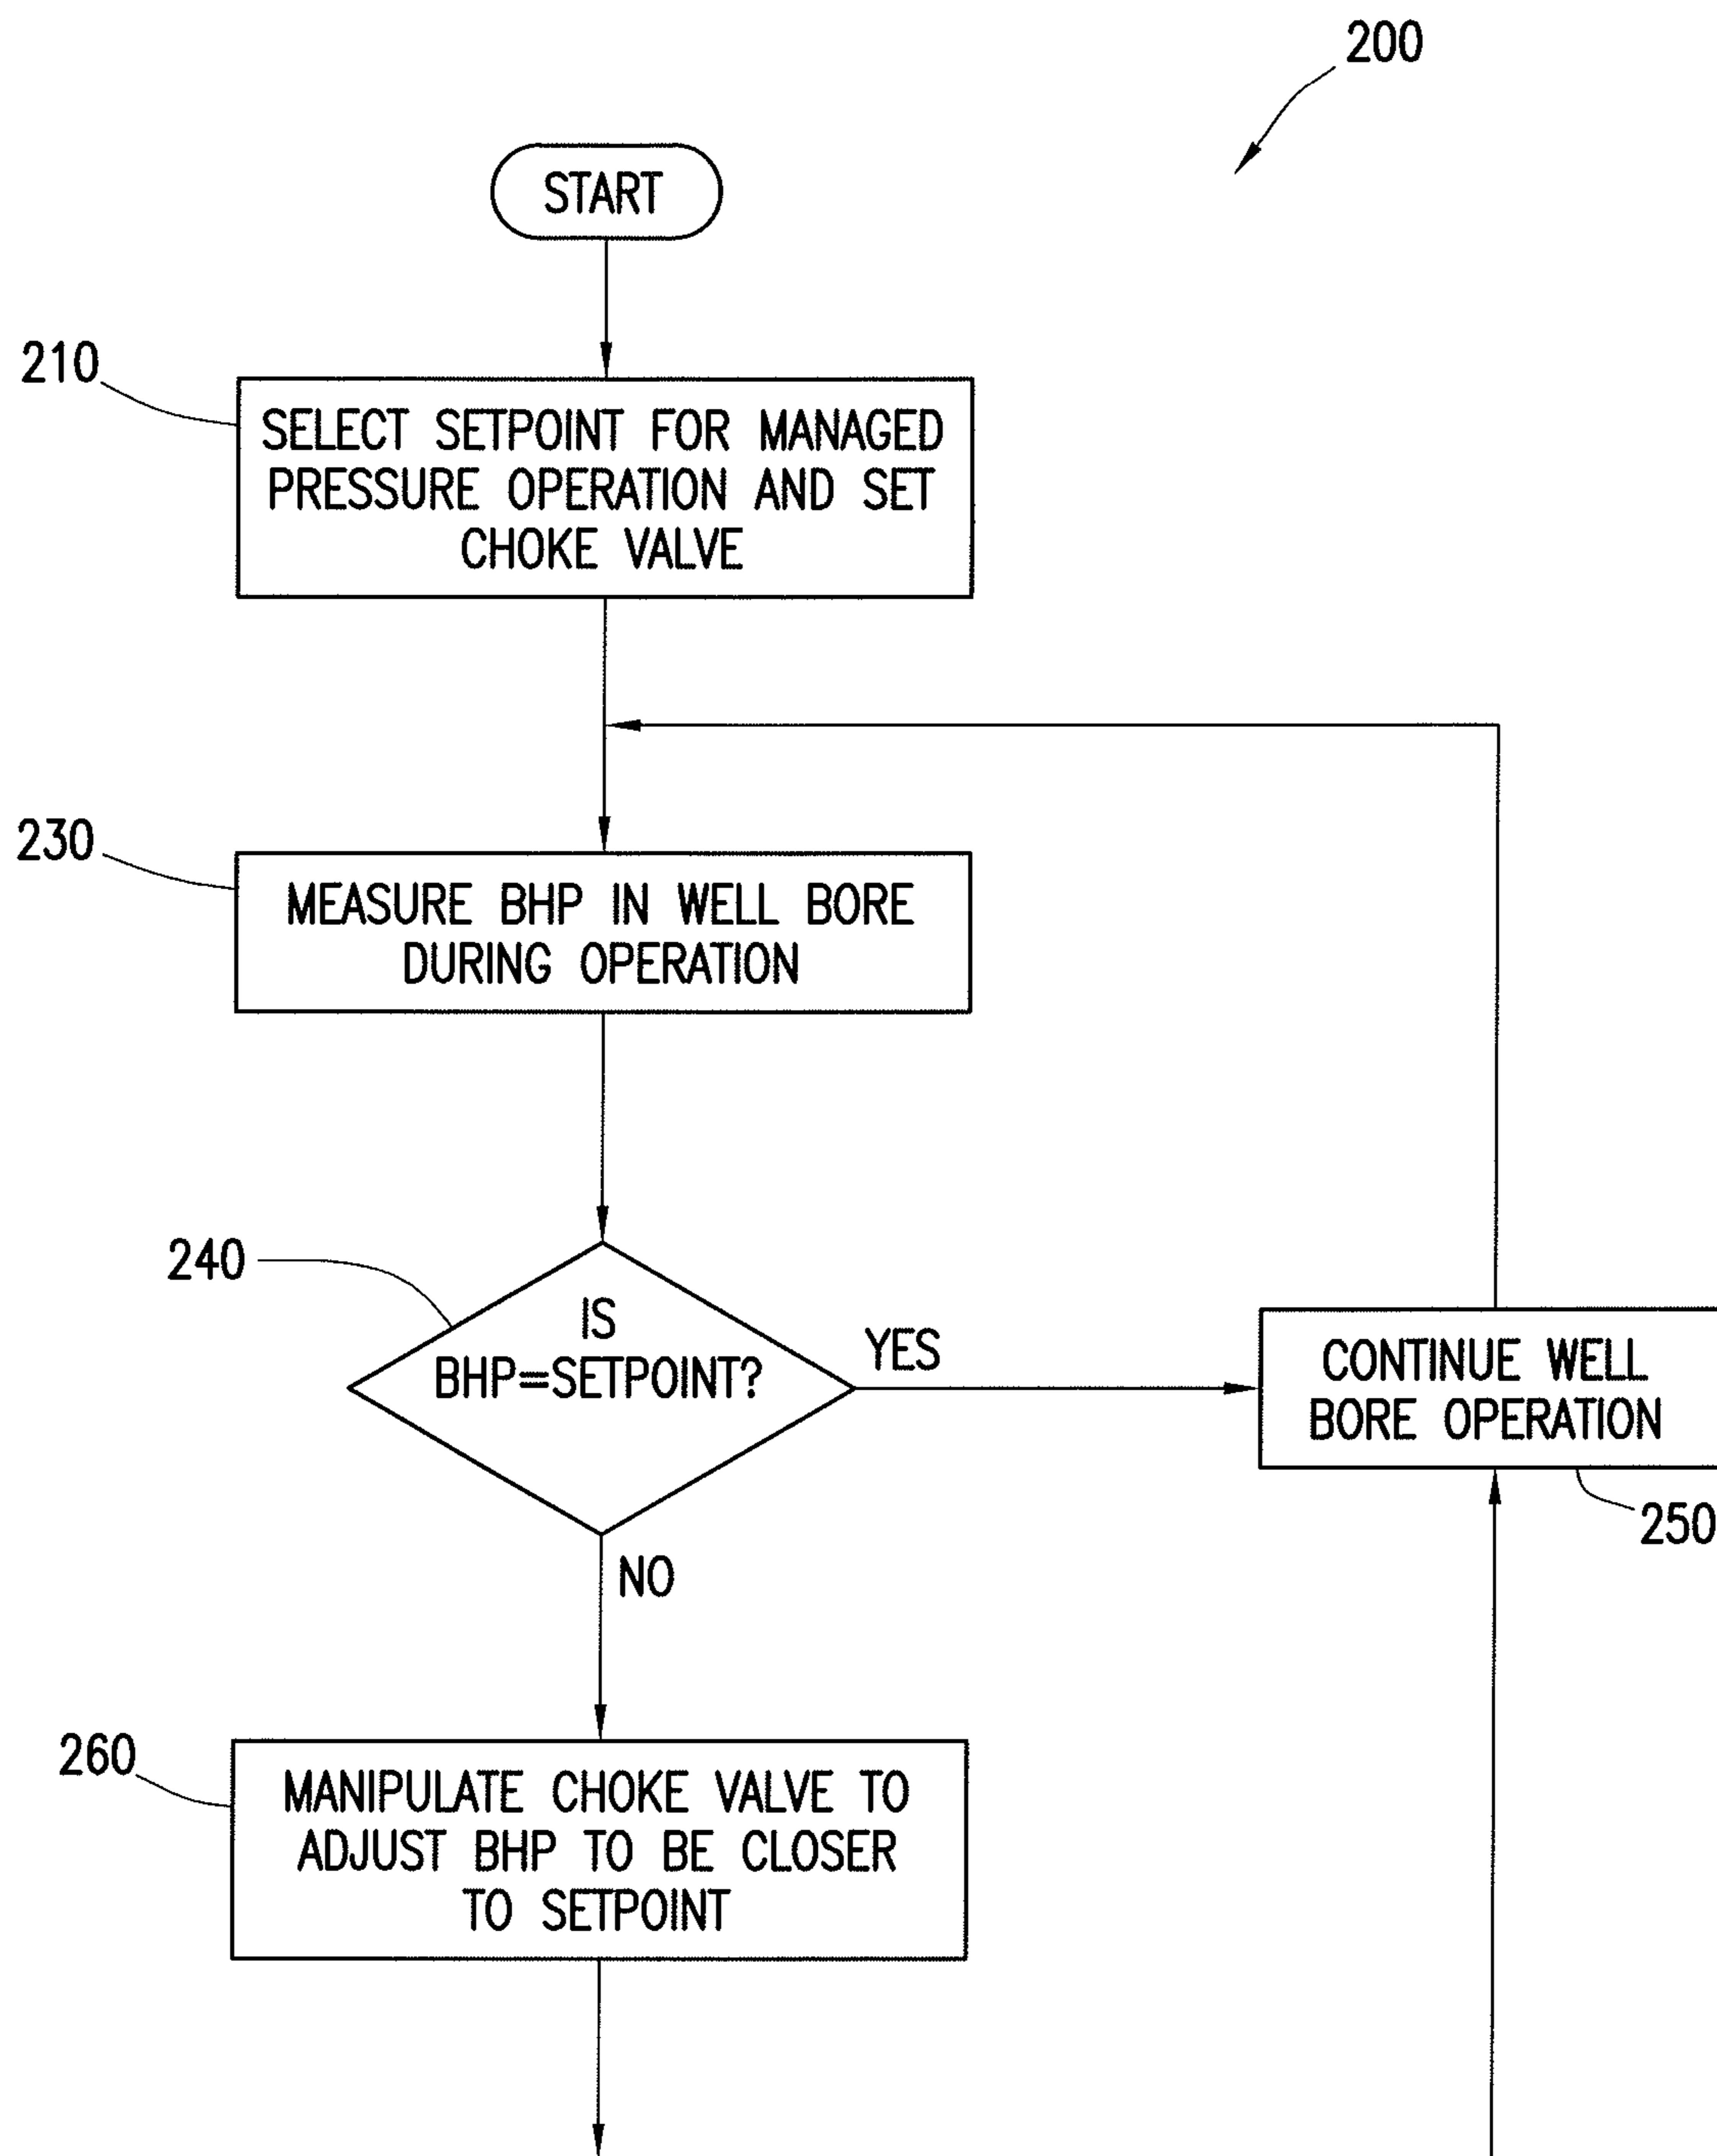 200
START
210
SELECT SETPOINT FOR MANAGED
PRESSURE OPERATION AND SET
CHOKE VALVE
230
MEASURE BHP IN WELL BORE
DURING OPERATION
240
IS
BHP=SETPOINT?
YES
CONTINUE WELL
BORE OPERATION
250
NO
260
MANIPULATE CHOKE VALVE TO
ADJUST BHP TO BE CLOSER
TO SETPOINT